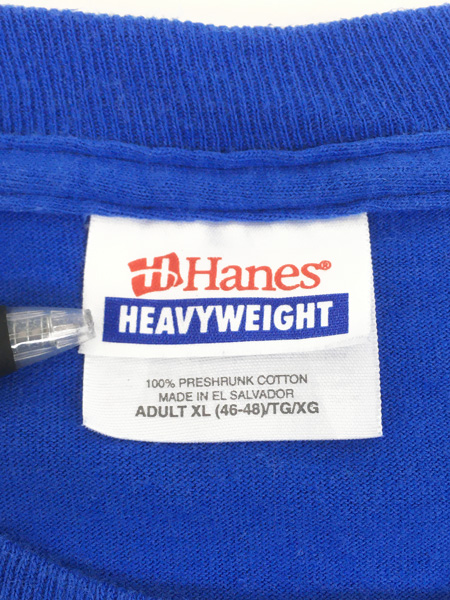 Hanes®
HEAVYWEIGHT
100% PRESHRUNK COTTON
MADE IN EL SALVADOR
ADULT XL (46-48)/TG/XG